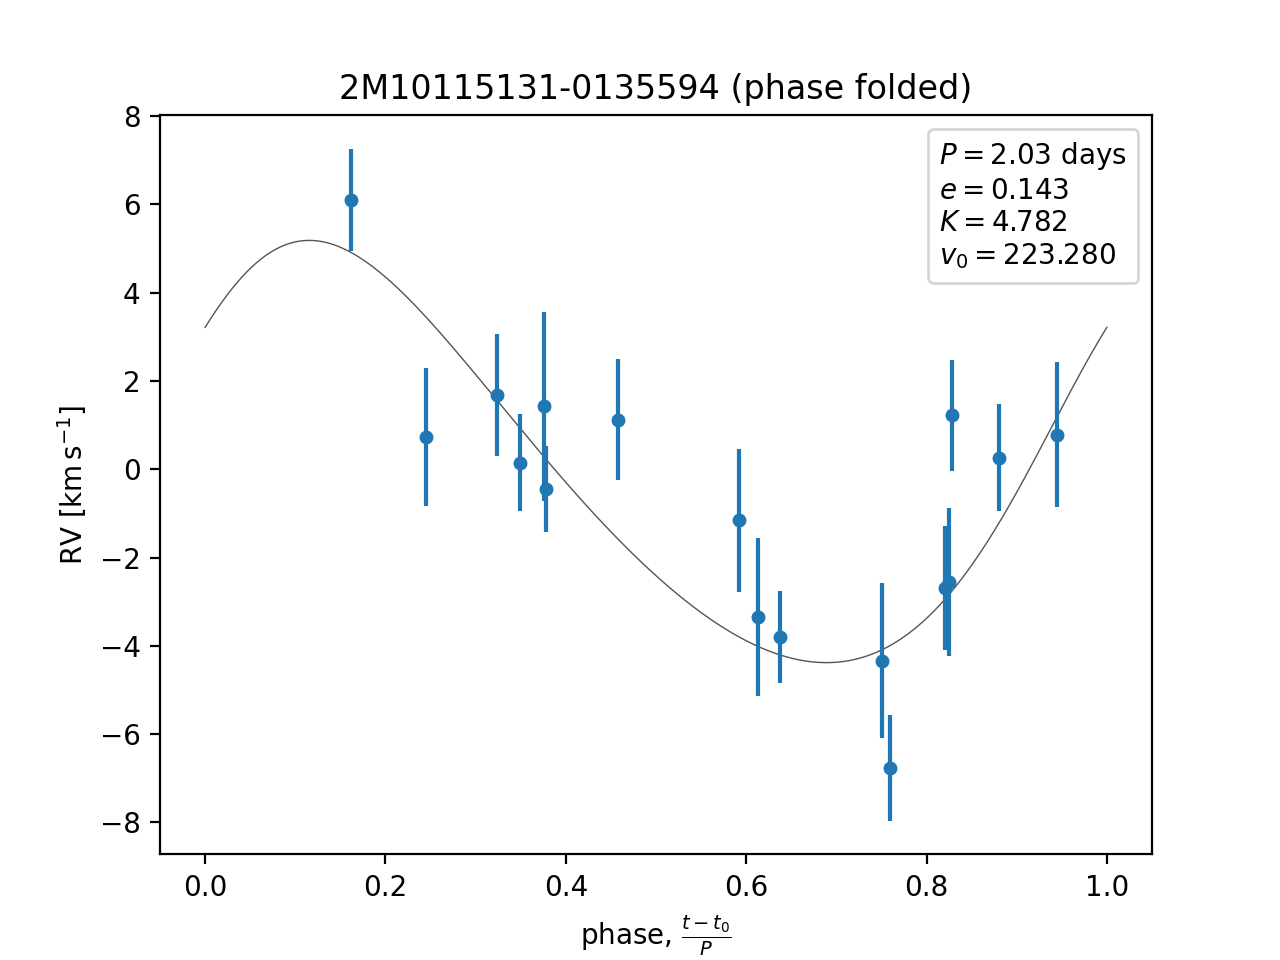 2M10115131-0135594 (phase folded)
P = 2.03 days
e = 0.143
K = 4.782
v₀ = 223.280
8
6
4
2
0
−2
−4
−6
−8
RV [km s⁻¹]
0.0 0.2 0.4 0.6 0.8 1.0
phase, (t − t₀)/P